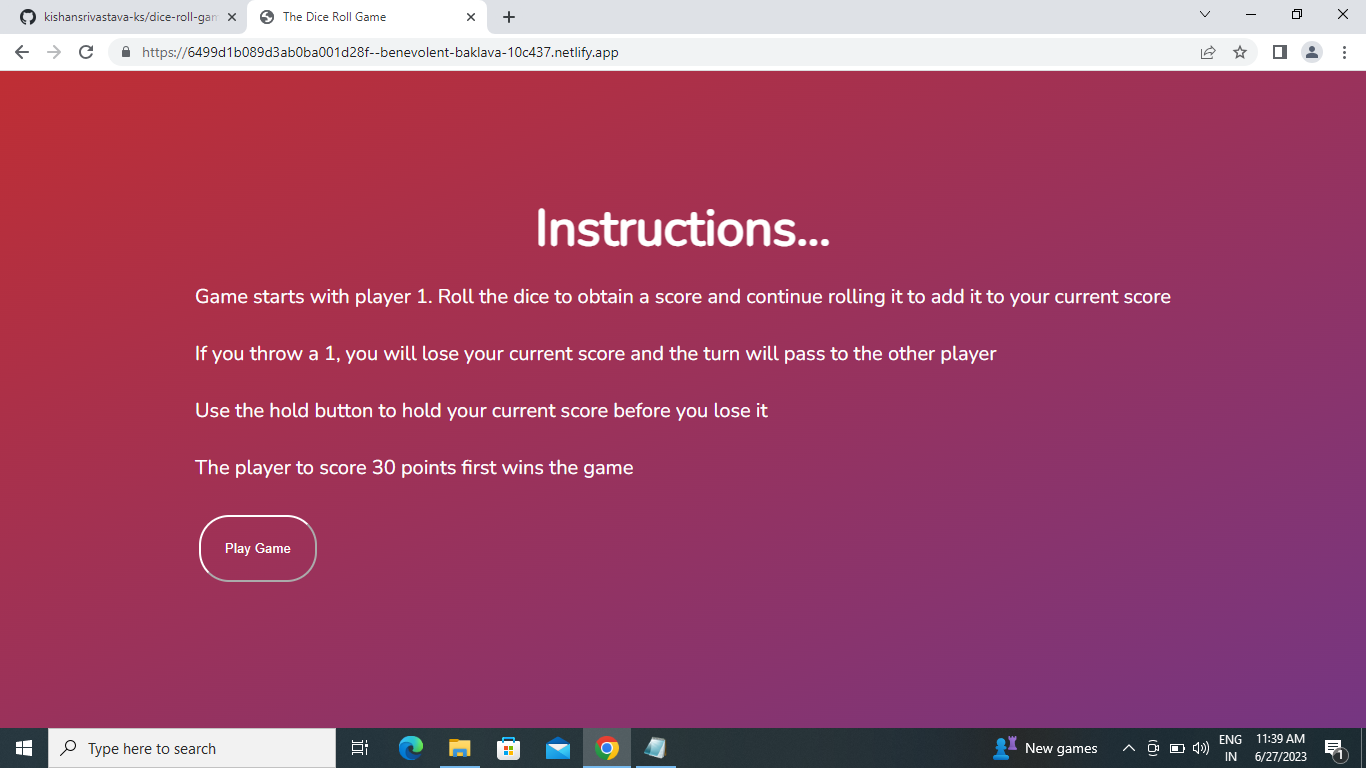 kishansrivastava-ks/dice-roll-gam
The Dice Roll Game
https://6499d1b089d3ab0ba001d28f--benevolent-baklava-10c437.netlify.app
Instructions...
Game starts with player 1. Roll the dice to obtain a score and continue rolling it to add it to your current score
If you throw a 1, you will lose your current score and the turn will pass to the other player
Use the hold button to hold your current score before you lose it
The player to score 30 points first wins the game
Play Game
Type here to search
New games
ENG
IN
11:39 AM
6/27/2023
1